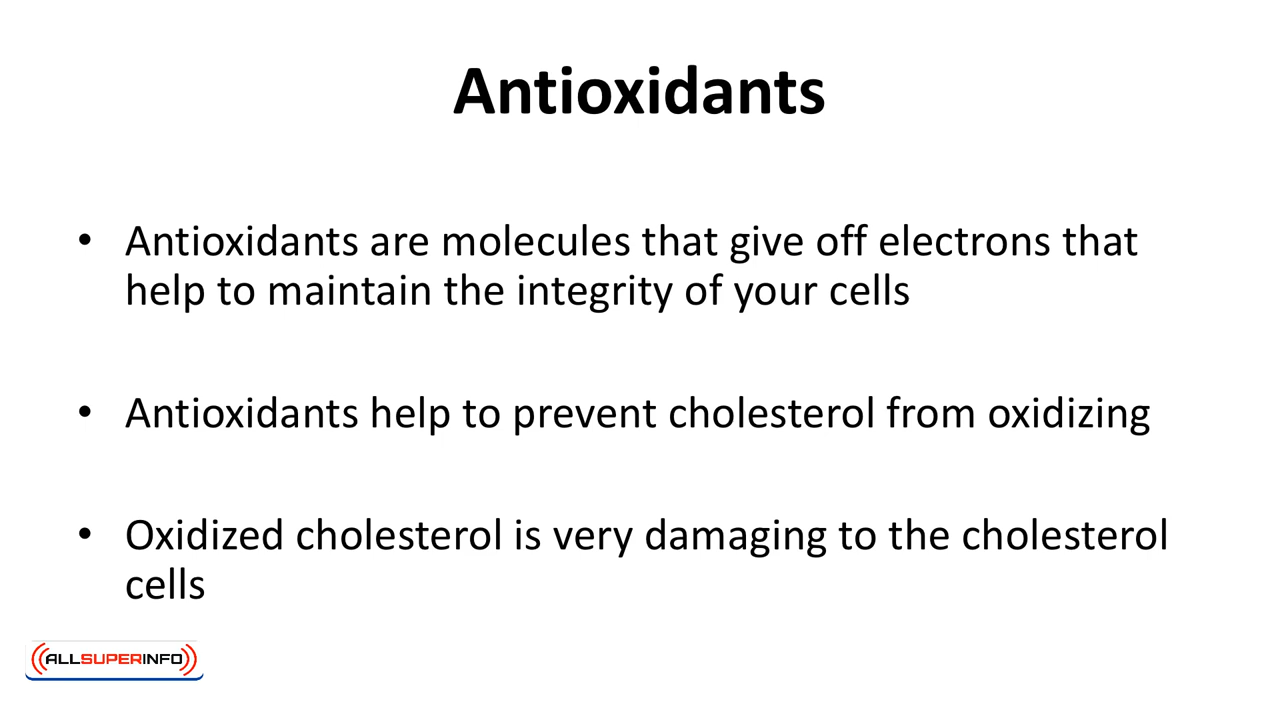 Antioxidants
• Antioxidants are molecules that give off electrons that
help to maintain the integrity of your cells
• Antioxidants help to prevent cholesterol from oxidizing
• Oxidized cholesterol is very damaging to the cholesterol
cells
ALLSUPERINFO